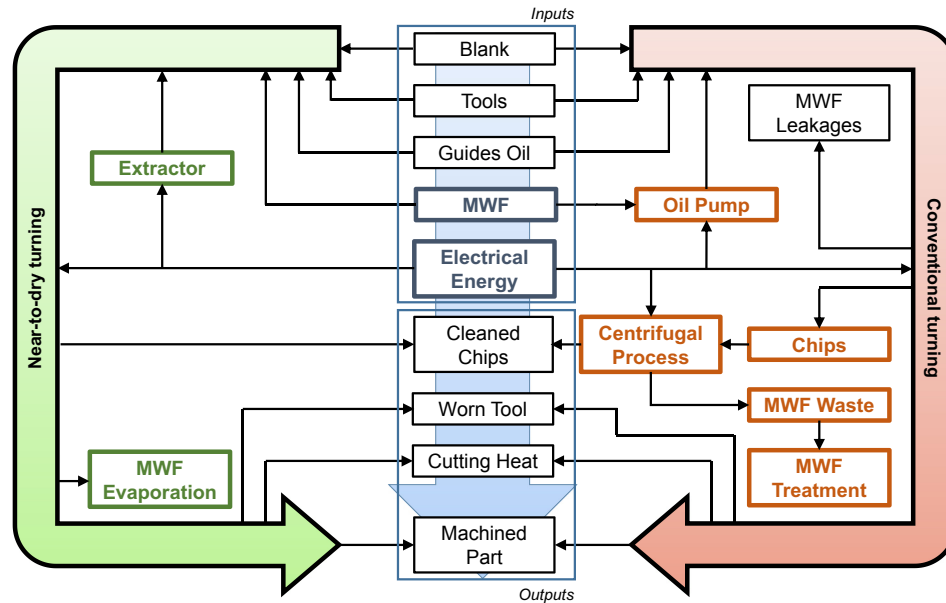 Inputs
Blank
Tools
MWF
Leakages
Guides Oil
Extractor
MWF
Oil Pump
Near-to-dry turning
Conventional turning
Electrical
Energy
Cleaned
Chips
Centrifugal
Process
Chips
Worn Tool
MWF Waste
MWF
Evaporation
Cutting Heat
MWF
Treatment
Machined
Part
Outputs